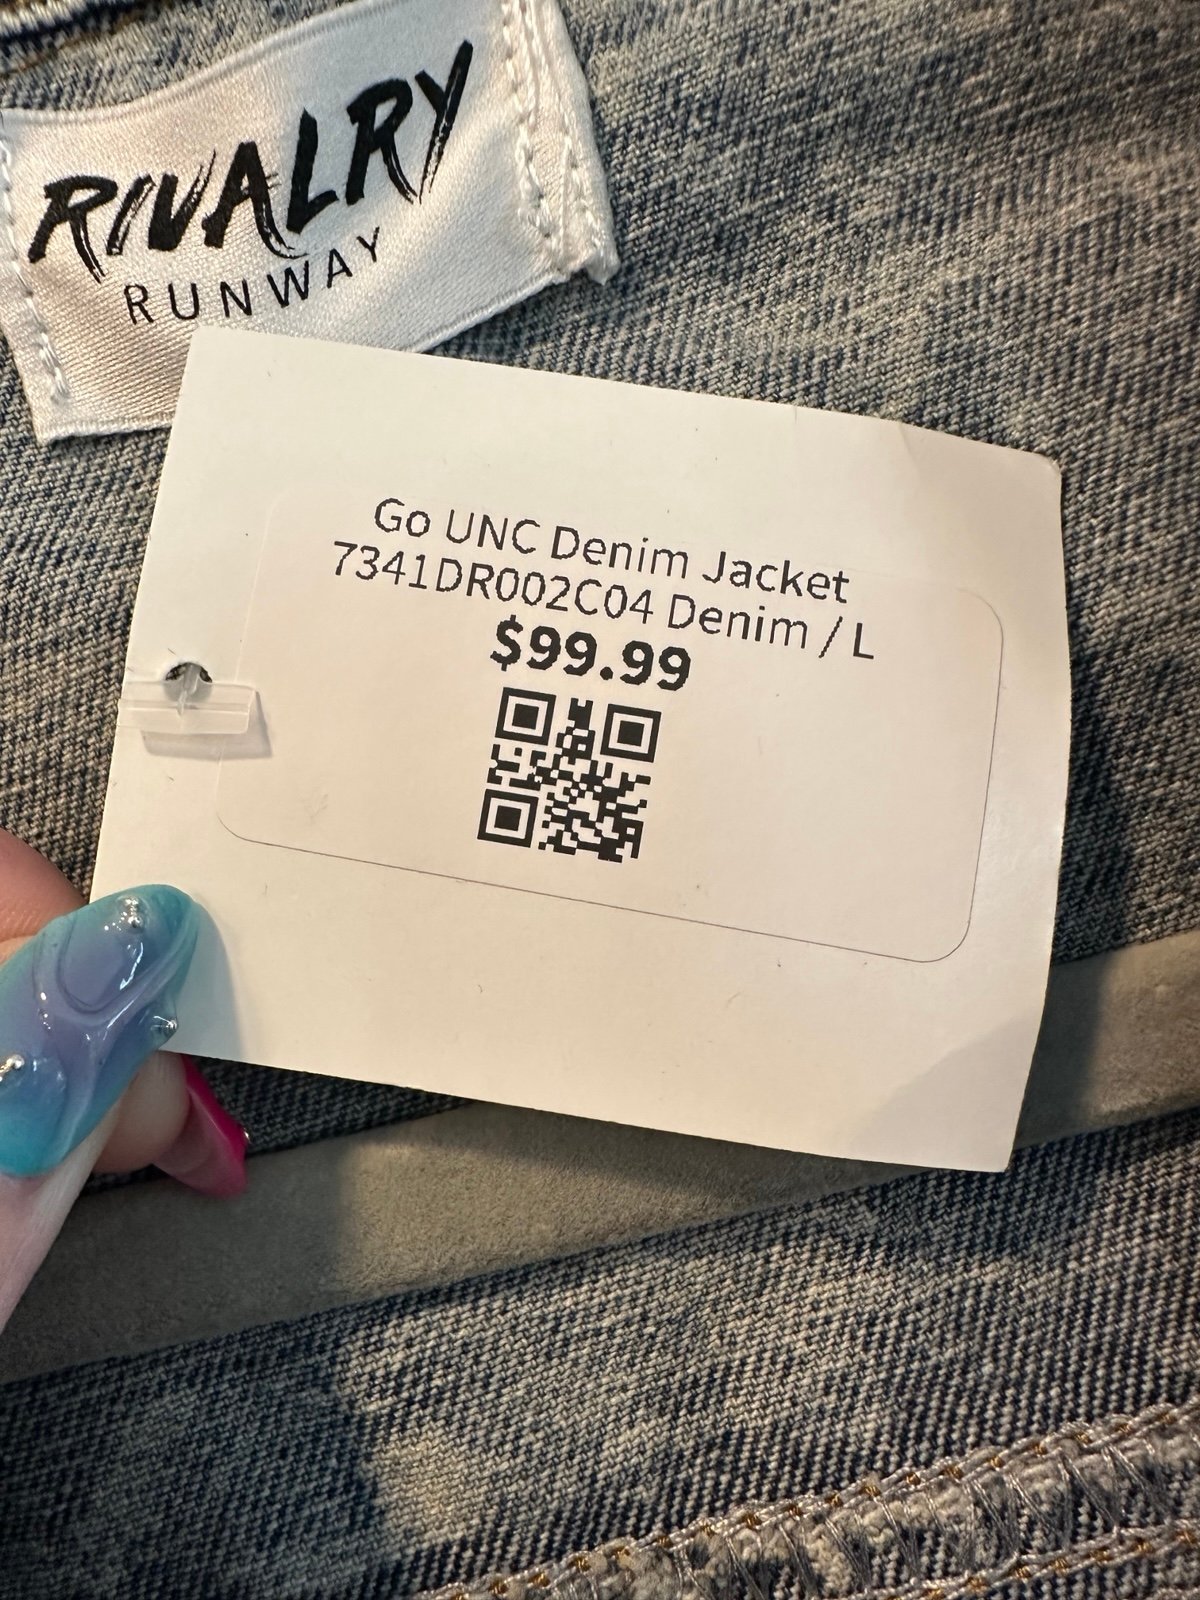 RIVALRY
RUNWAY
Go UNC Denim Jacket
7341DR002C04 Denim / L
$99.99